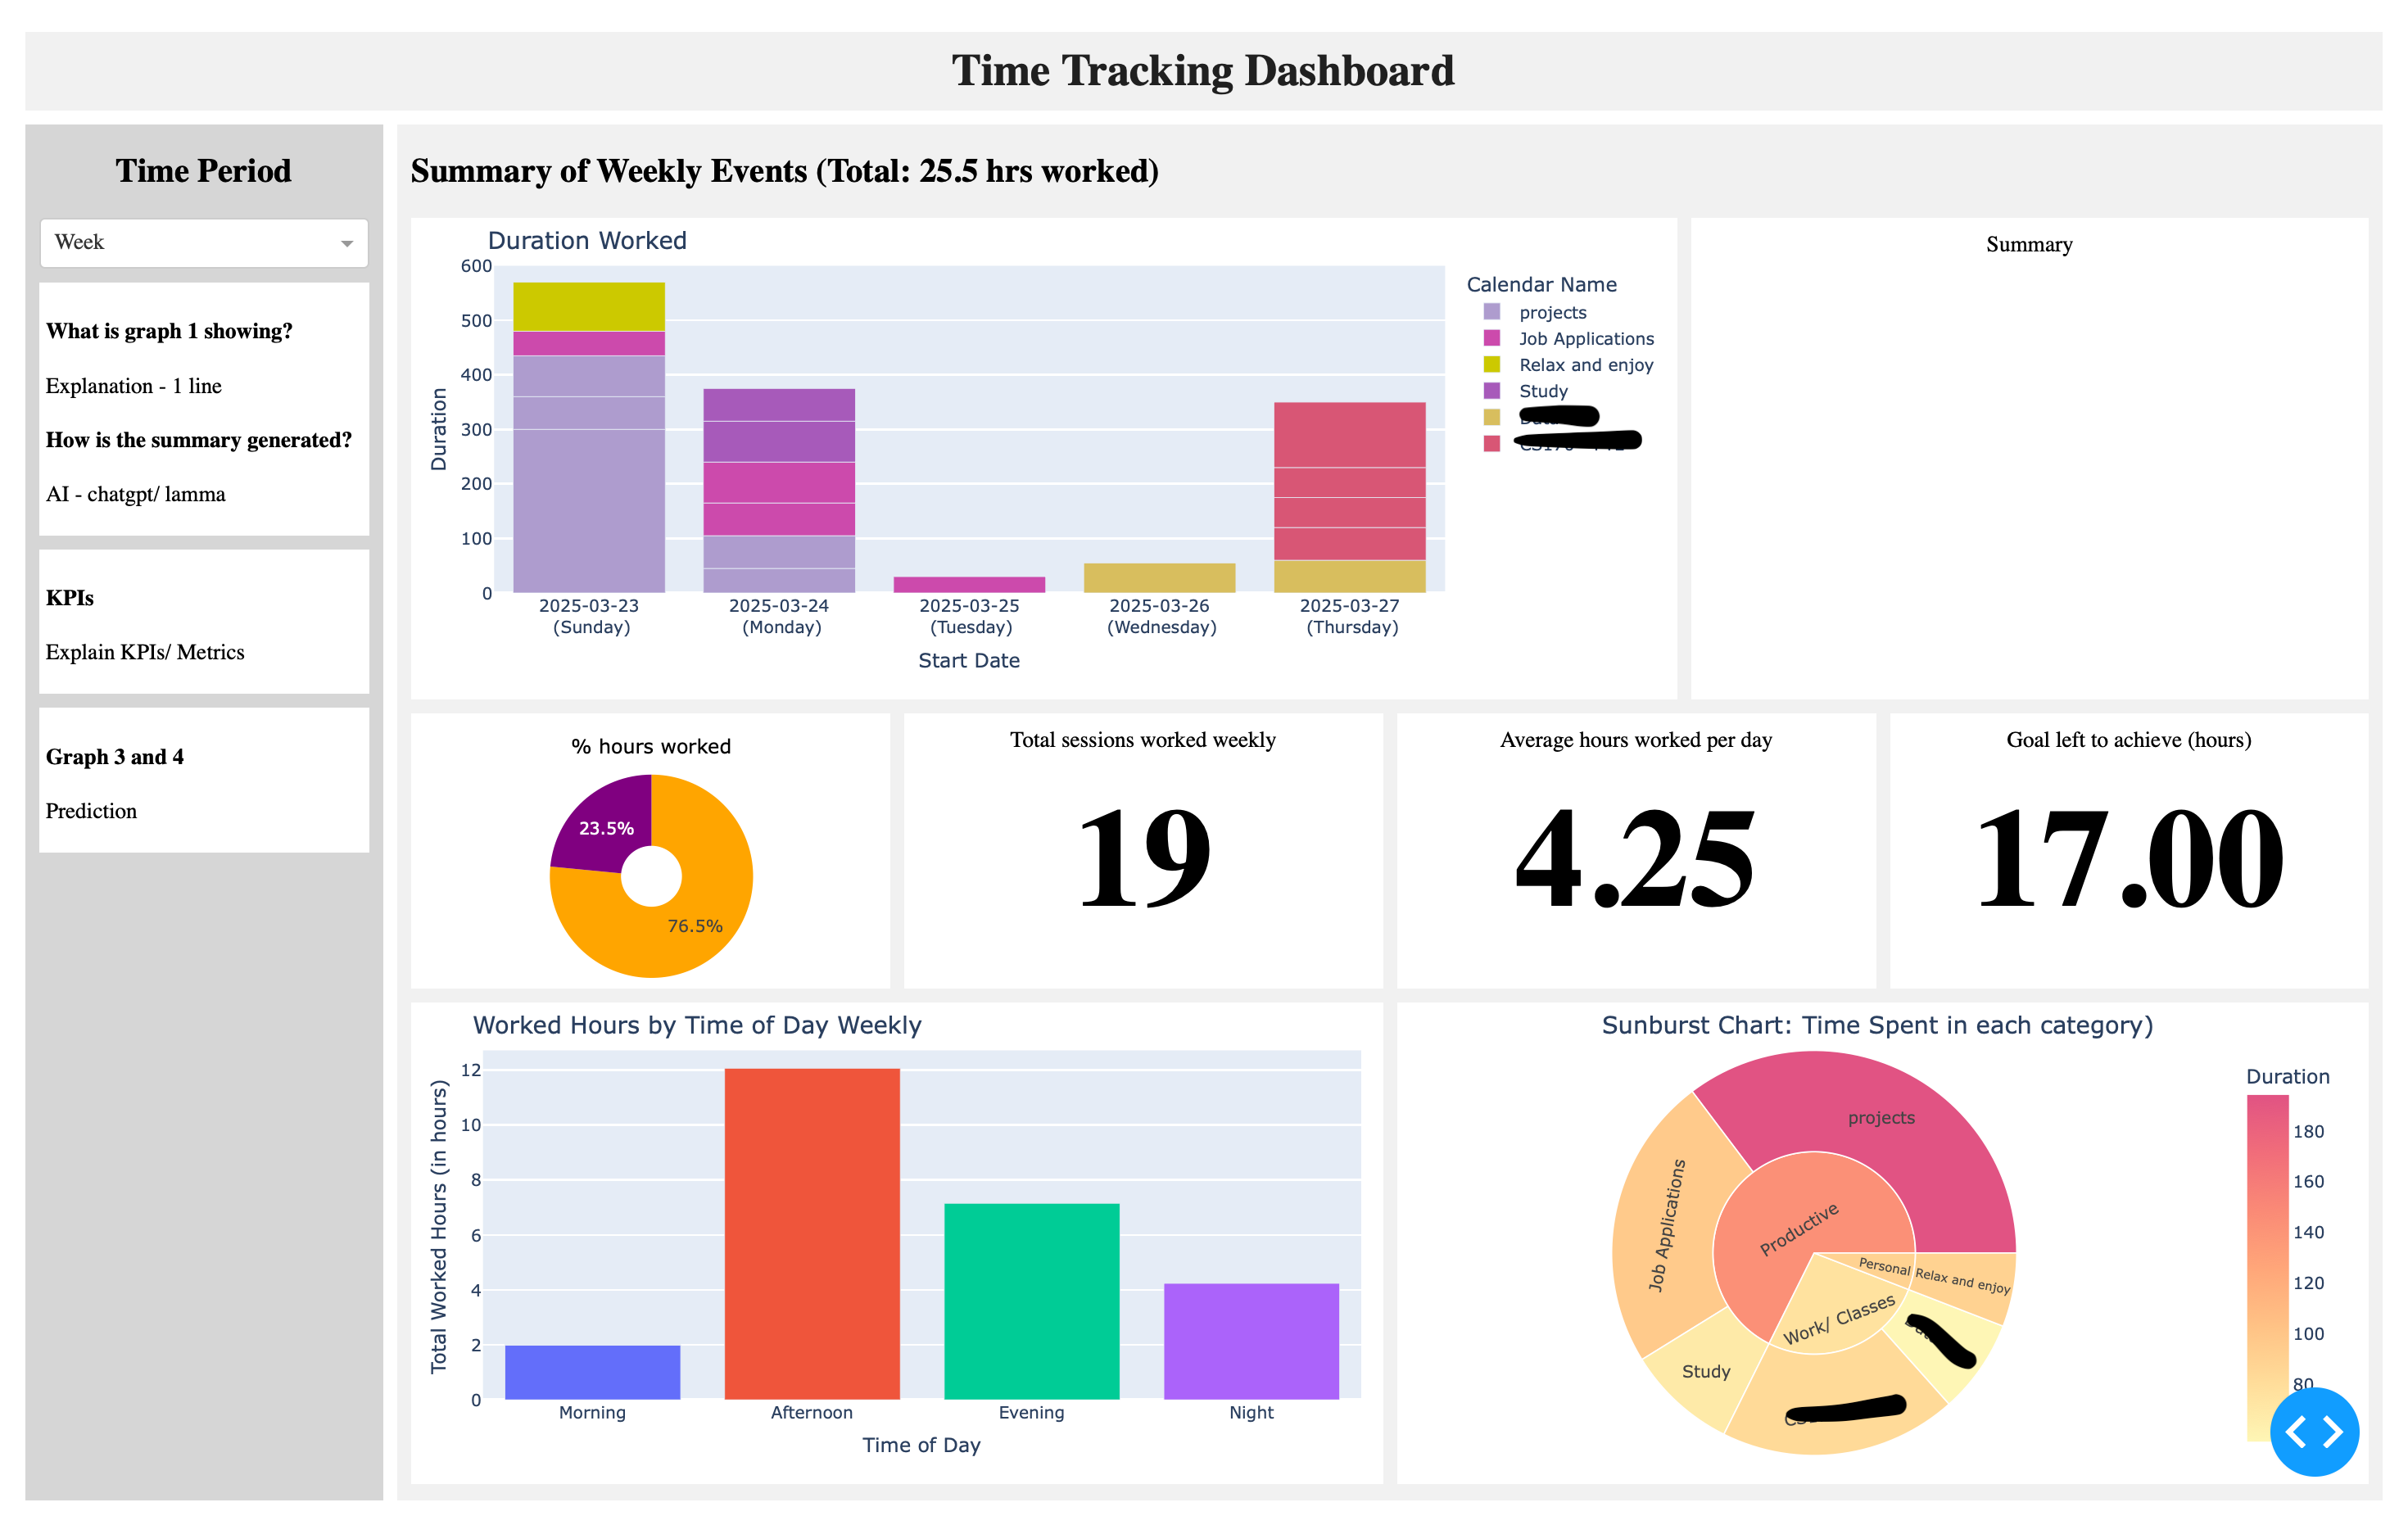 Time Tracking Dashboard
Time Period
Week
What is graph 1 showing?
Explanation - 1 line
How is the summary generated?
AI - chatgpt/ lamma
KPIs
Explain KPIs/ Metrics
Graph 3 and 4
Prediction
Summary of Weekly Events (Total: 25.5 hrs worked)
Duration Worked
Duration
600
500
400
300
200
100
0
2025-03-23
(Sunday)
2025-03-24
(Monday)
2025-03-25
(Tuesday)
2025-03-26
(Wednesday)
2025-03-27
(Thursday)
Start Date
Calendar Name
projects
Job Applications
Relax and enjoy
Study
Summary
% hours worked
23.5%
76.5%
Total sessions worked weekly
19
Average hours worked per day
4.25
Goal left to achieve (hours)
17.00
Worked Hours by Time of Day Weekly
Total Worked Hours (in hours)
12
10
8
6
4
2
0
Morning
Afternoon
Evening
Night
Time of Day
Sunburst Chart: Time Spent in each category)
projects
Job Applications
Productive
Personal
Relax and enjoy
Work/ Classes
Study
Duration
180
160
140
120
100
80